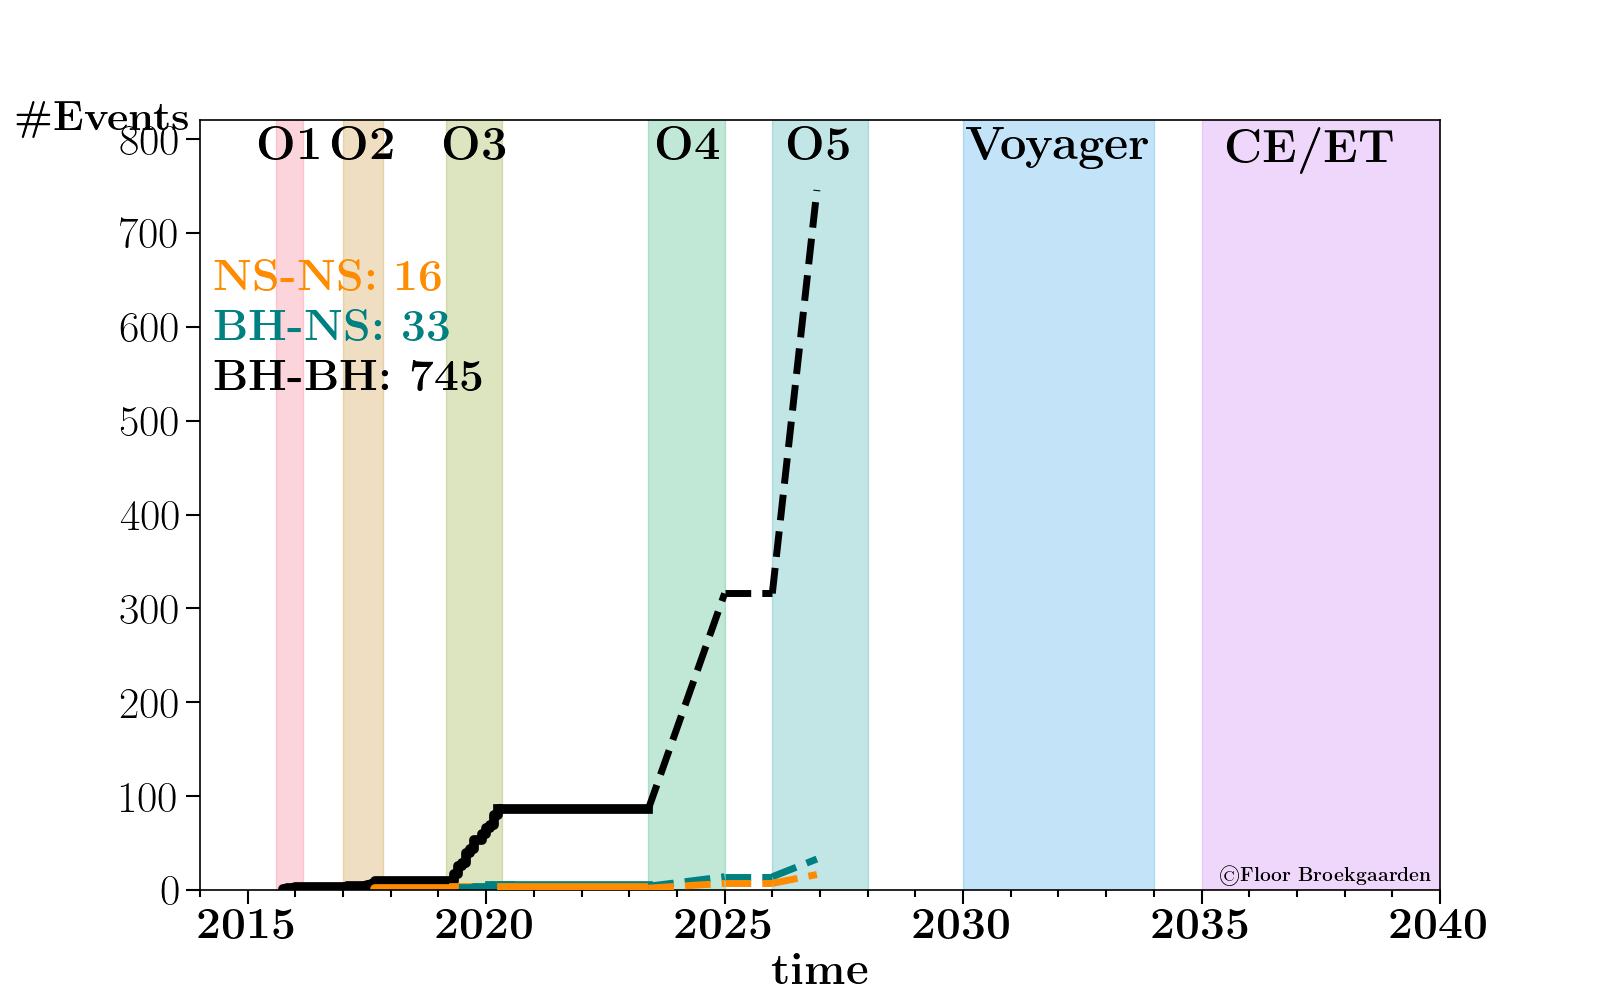 #Events
800
O1 O2 O3 O4 O5 Voyager CE/ET
700
NS-NS: 16
600
BH-NS: 33
BH-BH: 745
500
400
300
200
100
©Floor Broekgaarden
0
2015 2020 2025 2030 2035 2040
time